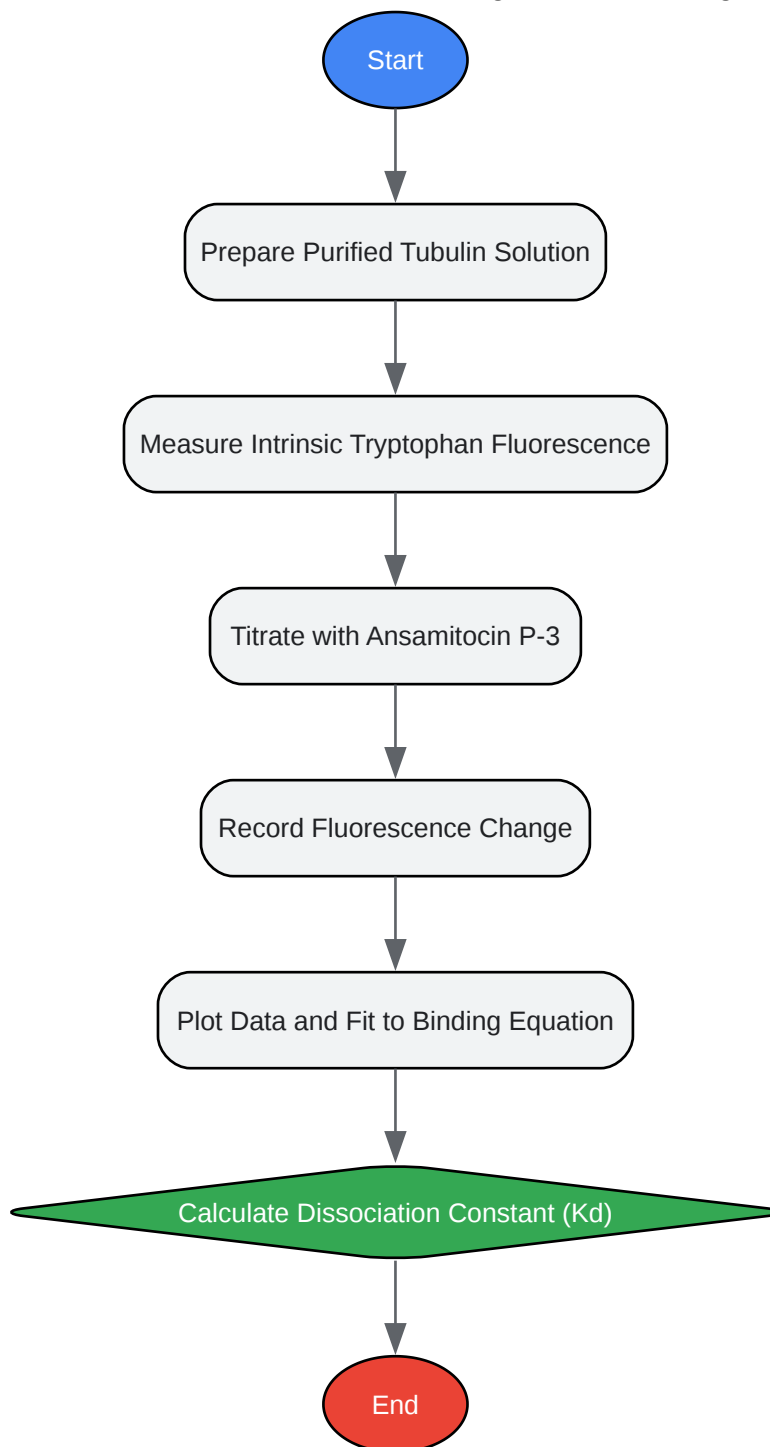 Start
Prepare Purified Tubulin Solution
Measure Intrinsic Tryptophan Fluorescence
Titrate with Ansamitocin P-3
Record Fluorescence Change
Plot Data and Fit to Binding Equation
Calculate Dissociation Constant (Kd)
End